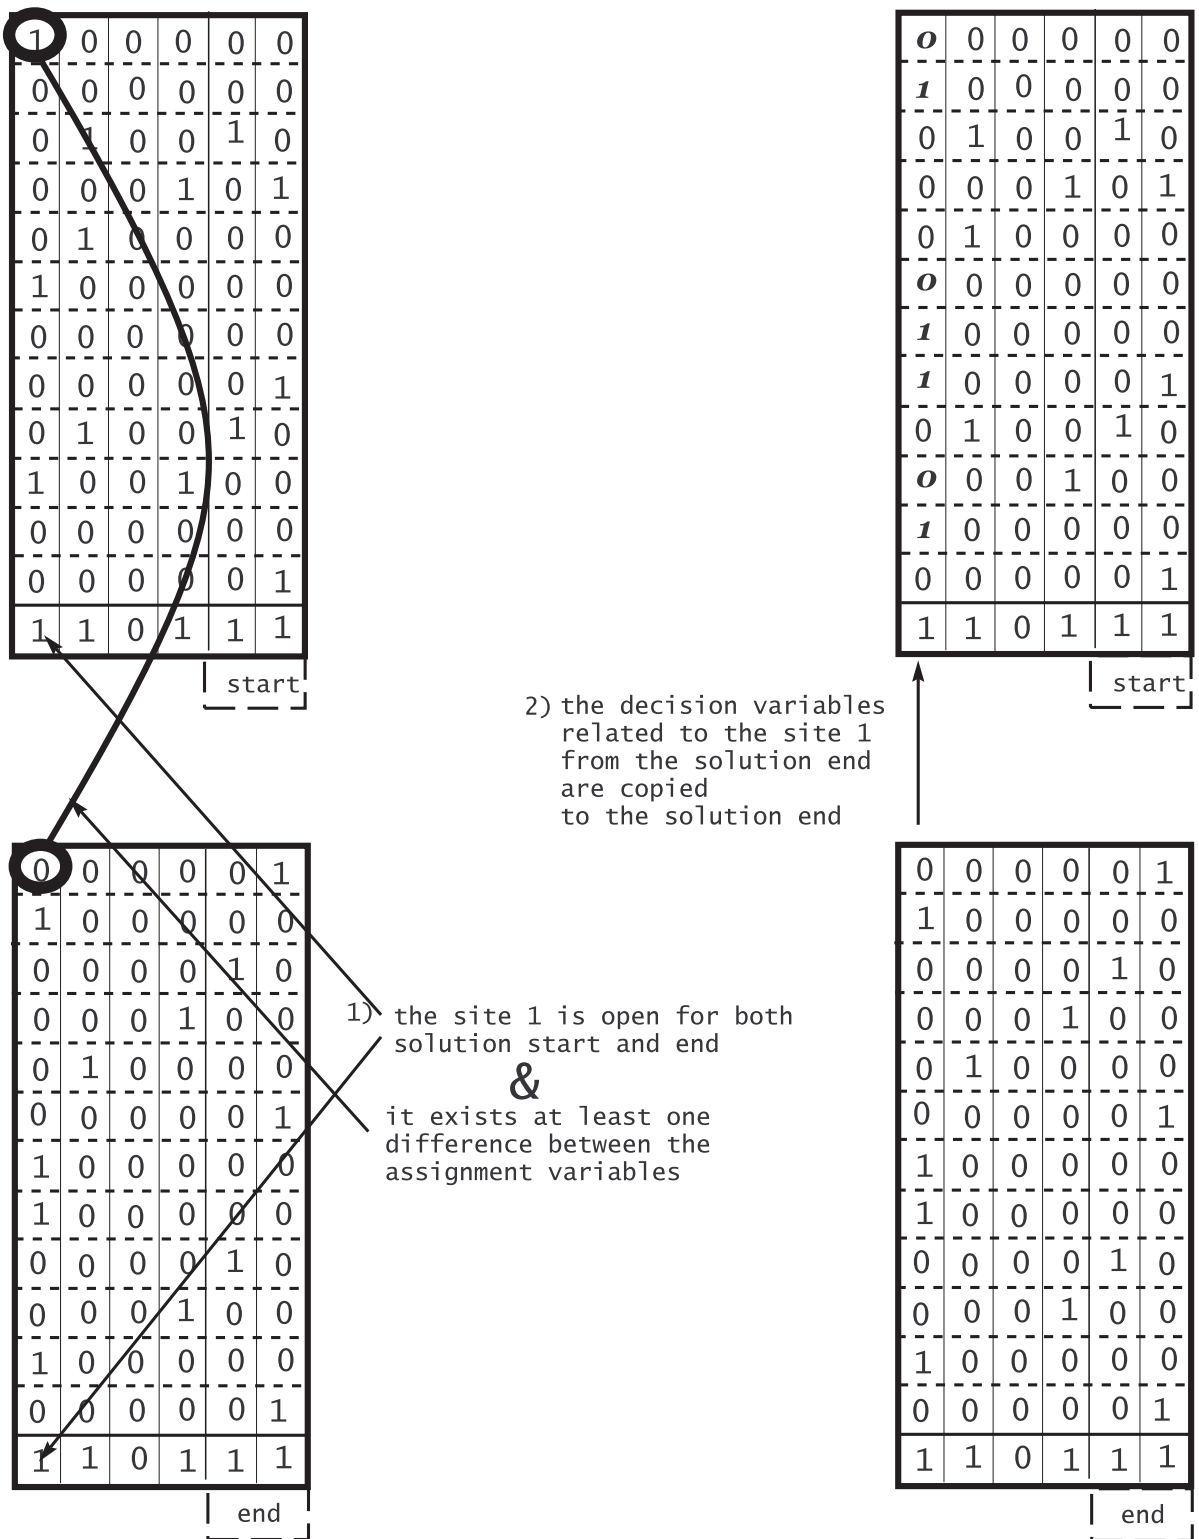 1 0 0 0 0 0
0 0 0 0 0 0
0 1 0 0 1 0
0 0 0 1 0 1
0 1 0 0 0 0
1 0 0 0 0 0
0 0 0 0 0 0
0 0 0 0 0 1
0 1 0 0 1 0
1 0 0 1 0 0
0 0 0 0 0 0
0 0 0 0 0 1
1 1 0 1 1 1
start
0 0 0 0 0 0
1 0 0 0 0 0
0 1 0 0 1 0
0 0 0 1 0 1
0 1 0 0 0 0
0 0 0 0 0 0
1 0 0 0 0 0
1 0 0 0 0 1
0 1 0 0 1 0
0 0 0 1 0 0
1 0 0 0 0 0
0 0 0 0 0 1
1 1 0 1 1 1
start
2) the decision variables
related to the site 1
from the solution end
are copied
to the solution end
0 0 0 0 0 1
1 0 0 0 0 0
0 0 0 0 1 0
0 0 0 1 0 0
0 1 0 0 0 0
0 0 0 0 0 1
1 0 0 0 0 0
1 0 0 0 0 0
0 0 0 0 1 0
0 0 0 1 0 0
1 0 0 0 0 0
0 0 0 0 0 1
1 1 0 1 1 1
end
1) the site 1 is open for both
solution start and end
&
it exists at least one
difference between the
assignment variables
0 0 0 0 0 1
1 0 0 0 0 0
0 0 0 0 1 0
0 0 0 1 0 0
0 1 0 0 0 0
0 0 0 0 0 1
1 0 0 0 0 0
1 0 0 0 0 0
0 0 0 0 1 0
0 0 0 1 0 0
1 0 0 0 0 0
0 0 0 0 0 1
1 1 0 1 1 1
end